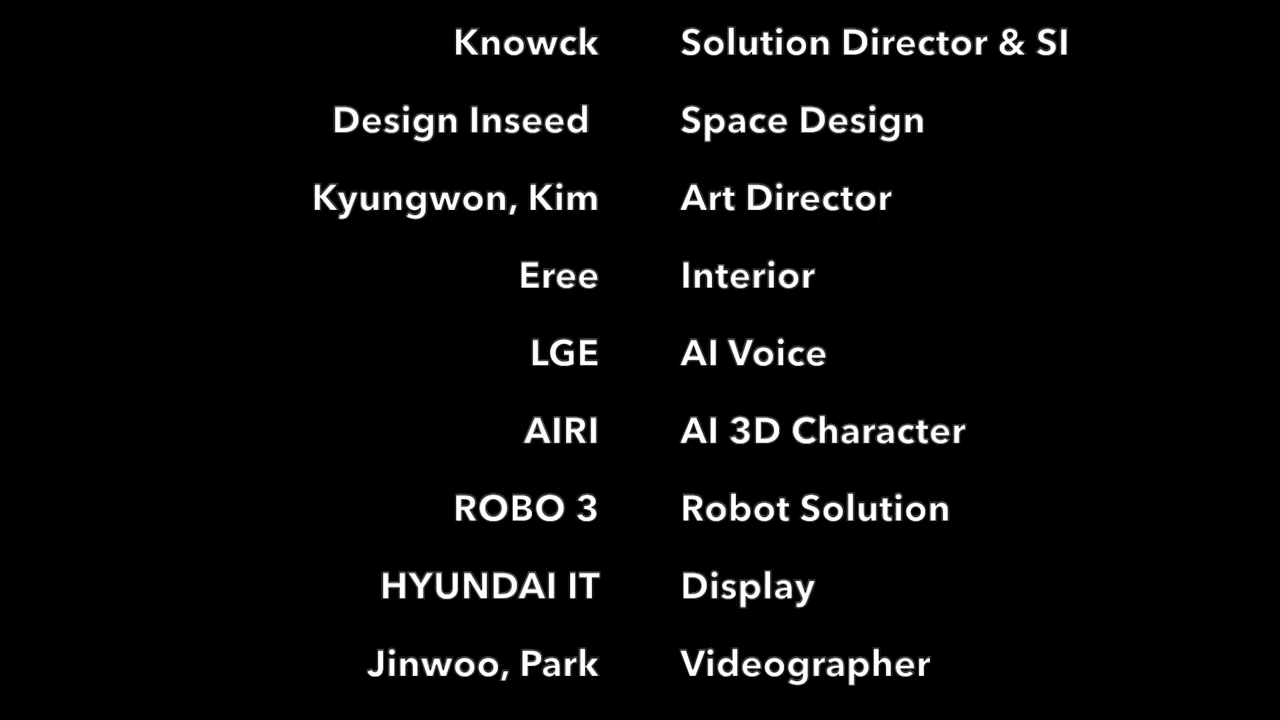 Knowck Solution Director & SI
Design Inseed Space Design
Kyungwon, Kim Art Director
Eree Interior
LGE AI Voice
AIRI AI 3D Character
ROBO 3 Robot Solution
HYUNDAI IT Display
Jinwoo, Park Videographer